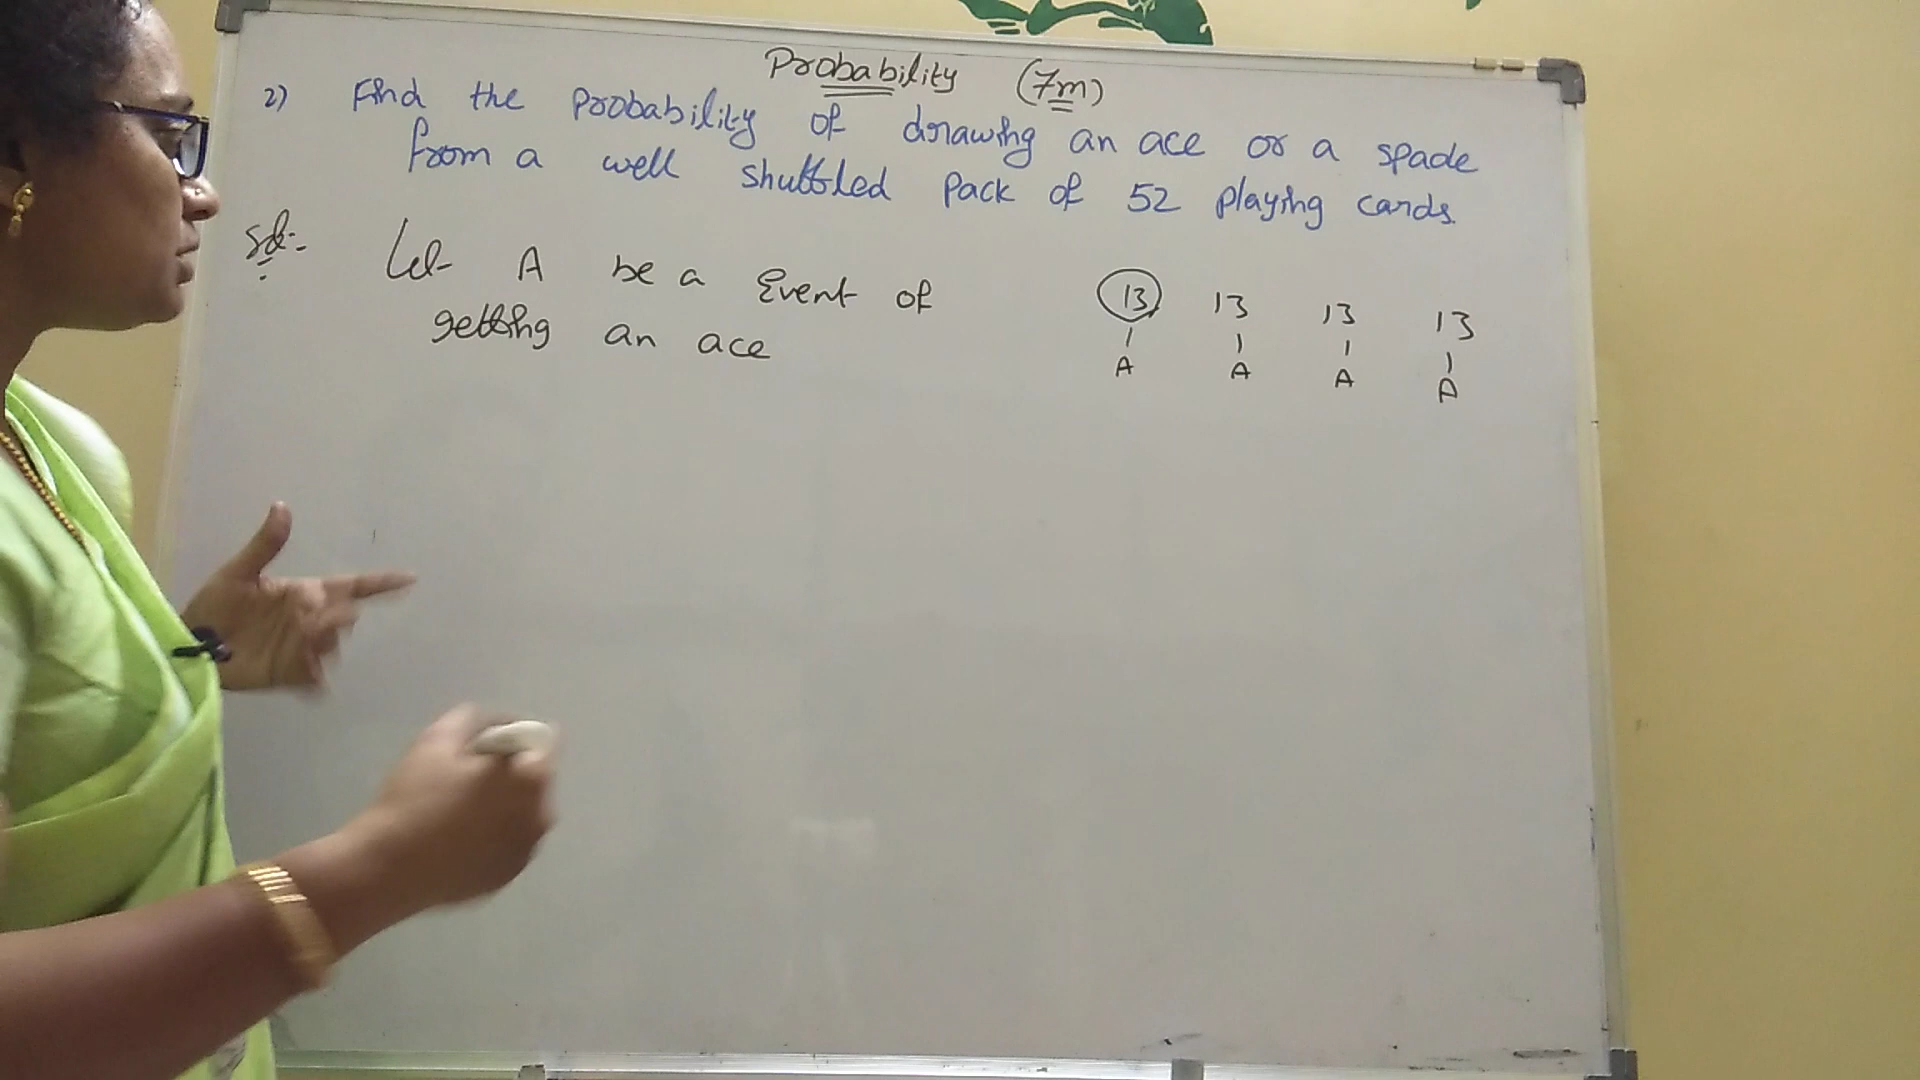 Probability (7m)
2) Find the probability of drawing an ace or a spade
from a well shuffled pack of 52 playing cards.
Sol:-
Let A be a Event of
getting an ace
13 13 13 13
A A A A